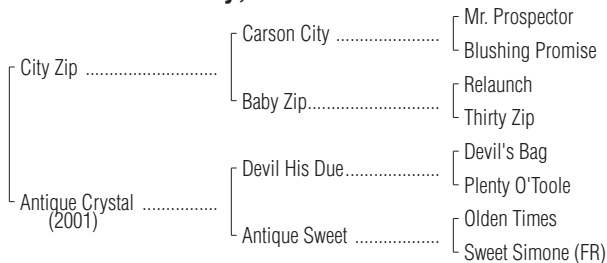 Mr. Prospector
Carson City ....................
Blushing Promise
City Zip .........................
Relaunch
Baby Zip.........................
Thirty Zip
Devil's Bag
Devil His Due..................
Plenty O'Toole
Antique Crystal ..............
(2001)
Olden Times
Antique Sweet ................
Sweet Simone (FR)